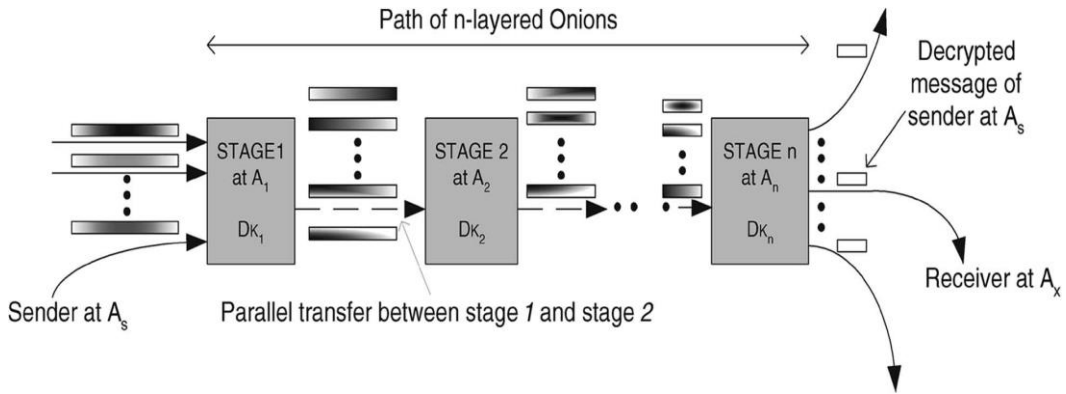 Path of n-layered Onions
Decrypted
message of
sender at Aₛ
STAGE1
at A₁
DK₁
STAGE 2
at A₂
DK₂
STAGE n
at Aₙ
DKₙ
Sender at Aₛ
Parallel transfer between stage 1 and stage 2
Receiver at Aₓ